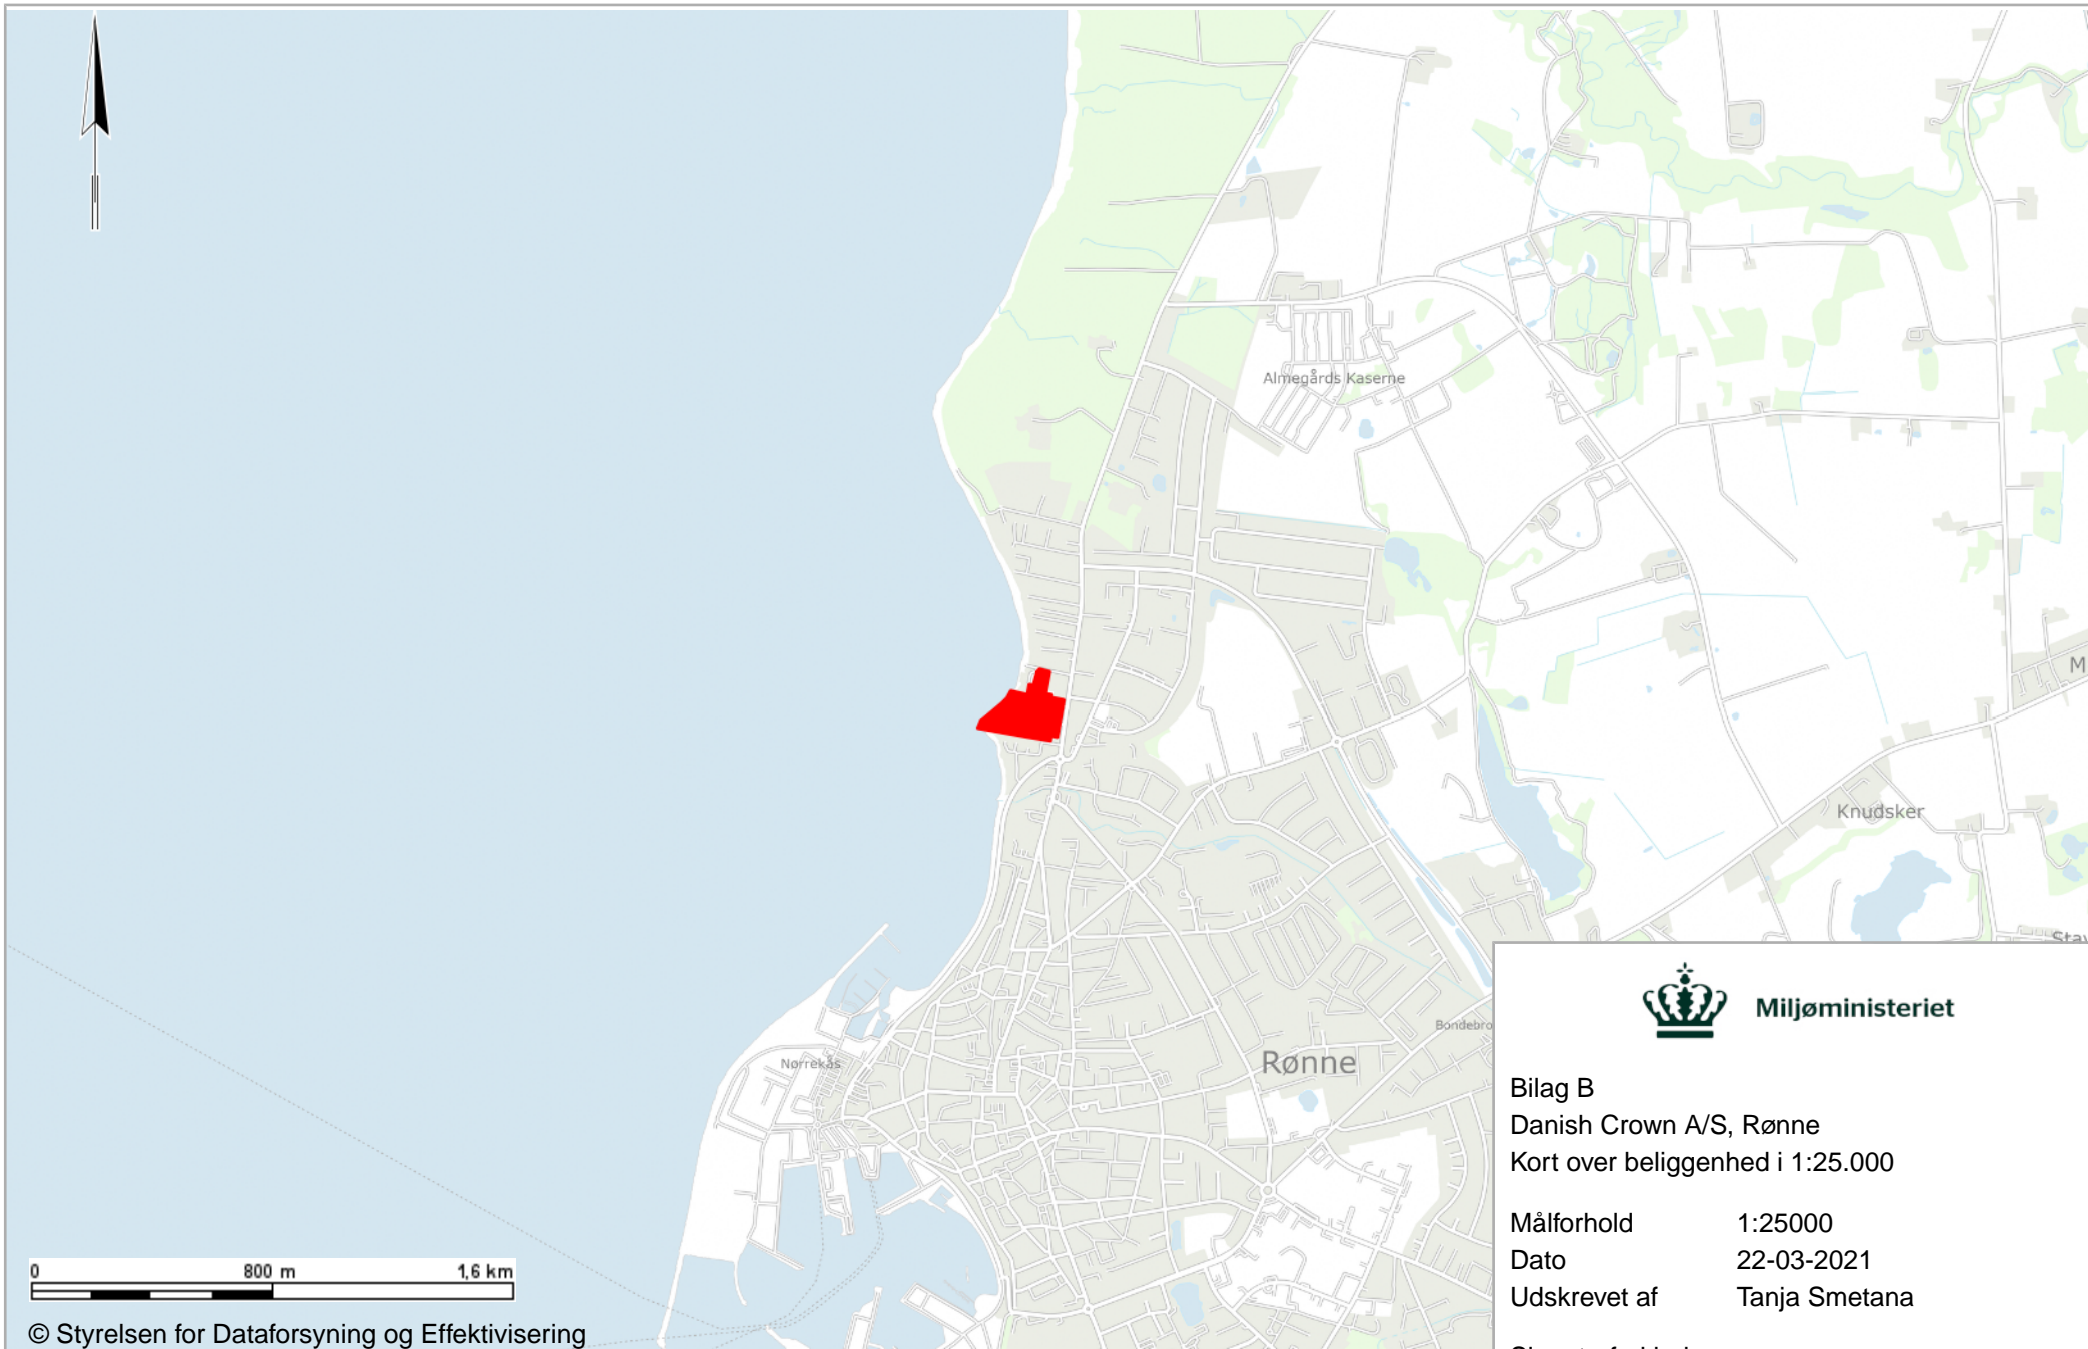 Almegårds Kaserne
M
Knudsker
Bondebro
Rønne
Nørrekås
Miljøministeriet
Bilag B
Danish Crown A/S, Rønne
Kort over beliggenhed i 1:25.000
Målforhold 1:25000
Dato 22-03-2021
Udskrevet af Tanja Smetana
0 800 m 1,6 km
© Styrelsen for Dataforsyning og Effektivisering